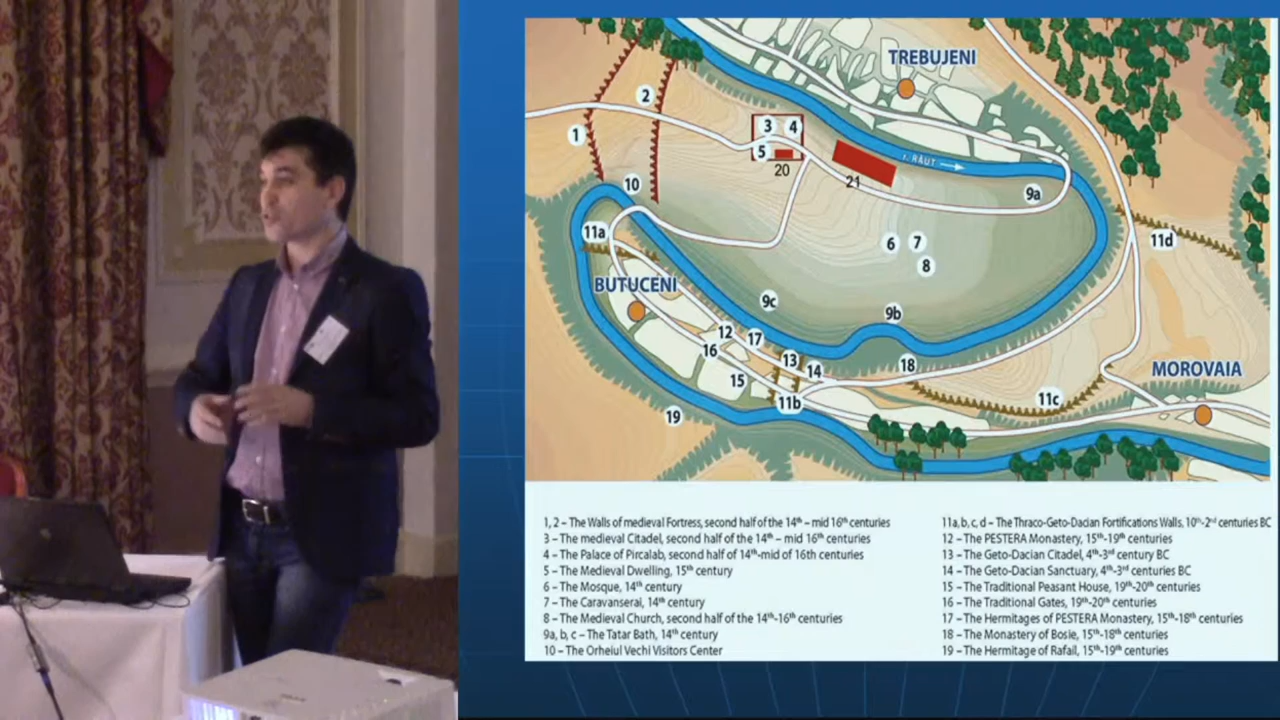 TREBUJENI
2
1
3 4
5
20
21
r. RĂUT
10
9a
11a
6 7
8
11d
BUTUCENI
9c
9b
12 17
16 13 14
18
15
11b
11c
MOROVAIA
19
1, 2 – The Walls of medieval Fortress, second half of the 14th – mid 16th centuries
3 – The medieval Citadel, second half of the 14th – mid 16th centuries
4 – The Palace of Pircalab, second half of 14th-mid of 16th centuries
5 – The Medieval Dwelling, 15th century
6 – The Mosque, 14th century
7 – The Caravanserai, 14th century
8 – The Medieval Church, second half of the 14th-16th centuries
9a, b, c – The Tatar Bath, 14th century
10 – The Orheiul Vechi Visitors Center
11a, b, c, d – The Thraco-Geto-Dacian Fortifications Walls, 10th-2nd centuries BC
12 – The PESTERA Monastery, 15th-19th centuries
13 – The Geto-Dacian Citadel, 4th-3rd century BC
14 – The Geto-Dacian Sanctuary, 4th-3rd centuries BC
15 – The Traditional Peasant House, 19th-20th centuries
16 – The Traditional Gates, 19th-20th centuries
17 – The Hermitages of PESTERA Monastery, 15th-18th centuries
18 – The Monastery of Bosie, 15th-18th centuries
19 – The Hermitage of Rafail, 15th-19th centuries